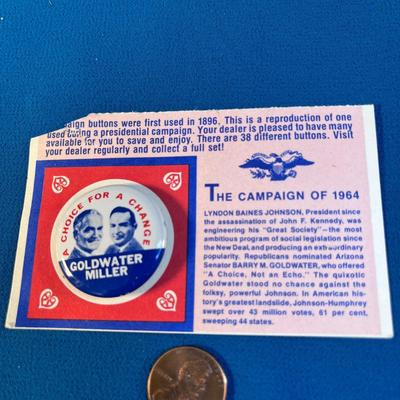 buttons were first used in 1896. This is a reproduction of one
used during a presidential campaign. Your dealer is pleased to have many
available for you to save and enjoy. There are 38 different buttons. Visit
your dealer regularly and collect a full set!
A CHOICE FOR A CHANGE
GOLDWATER
MILLER
THE CAMPAIGN OF 1964
LYNDON BAINES JOHNSON, President since
the assassination of John F. Kennedy, was
engineering his "Great Society"—the most
ambitious program of social legislation since
the New Deal, and producing an extraordinary
popularity. Republicans nominated Arizona
Senator BARRY M. GOLDWATER, who offered
"A Choice, Not an Echo." The quixotic
Goldwater stood no chance against the
folksy, powerful Johnson. In American his-
tory's greatest landslide, Johnson-Humphrey
swept over 43 million votes, 61 per cent,
sweeping 44 states.